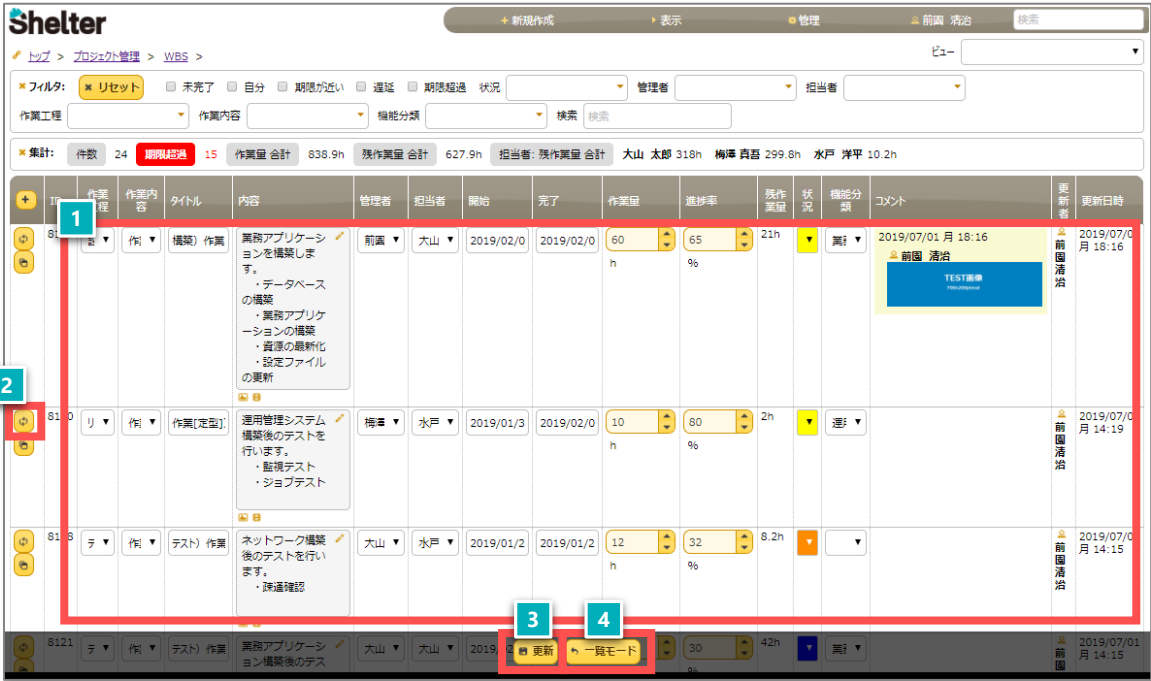 Shelter
+ 新規作成
表示
管理
前園 清治
検索
トップ > プロジェクト管理 > WBS >
ビュー
フィルタ: × リセット 未完了 自分 期限が近い 遅延 期限超過 状況 管理者 担当者
作業工程 作業内容 機能分類 検索 検索
集計: 件数 24 期限超過 15 作業量 合計 838.9h 残作業量 合計 627.9h 担当者: 残作業量 合計 大山 太郎 318h 梅澤 真吾 299.8h 水戸 洋平 10.2h
+ 作業内容 タイトル 内容 管理者 担当者 開始 完了 作業量 進捗率 残作業量 状況 機能分類 コメント 更新者 更新日時
1
作 構築）作業
業務アプリケーシ
ョンを構築しま
す。
・データベース
の構築
・業務アプリケ
ーションの構築
・資源の最新化
・設定ファイル
の更新
前園 大山 2019/02/0 2019/02/0 60 h 65 % 21h
2019/07/01 月 18:16
前園 清治
TEST画像
前園清治
2019/07/0
月 18:16
2
リ 作 作業[定型]
運用管理システム
構築後のテストを
行います。
・監視テスト
・ジョブテスト
梅澤 水戸 2019/01/3 2019/02/0 10 h 80 % 2h
前園清治
2019/07/0
月 14:19
テ 作 テスト）作業
ネットワーク構築
後のテストを行い
ます。
・疎通確認
大山 水戸 2019/01/2 2019/01/2 12 h 32 % 8.2h
前園清治
2019/07/0
月 14:15
3 4
8121 テ 作 テスト）作業
業務アプリケーシ
ョン構築後のテス
大山 大山 2019/ 更新 一覧モード 30 42h
前園
2019/07/01
月 14:15